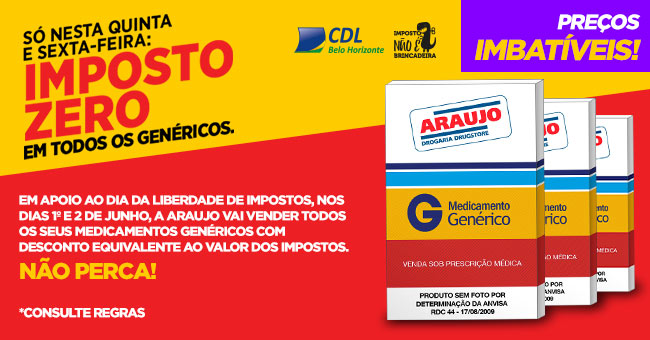 SÓ NESTA QUINTA
E SEXTA-FEIRA:
IMPOSTO
ZERO
EM TODOS OS GENÉRICOS.
CDL
Belo Horizonte
IMPOSTO
NÃO É
BRINCADEIRA
PREÇOS
IMBATÍVEIS!
EM APOIO AO DIA DA LIBERDADE DE IMPOSTOS, NOS
DIAS 1º E 2 DE JUNHO, A ARAUJO VAI VENDER TODOS
OS SEUS MEDICAMENTOS GENÉRICOS COM
DESCONTO EQUIVALENTE AO VALOR DOS IMPOSTOS.
NÃO PERCA!
*CONSULTE REGRAS
ARAUJO
DROGARIA DRUGSTORE
G Medicamento
Genérico
VENDA SOB PRESCRIÇÃO MÉDICA
PRODUTO SEM FOTO POR
DETERMINAÇÃO DA ANVISA
RDC 44 - 17/08/2009